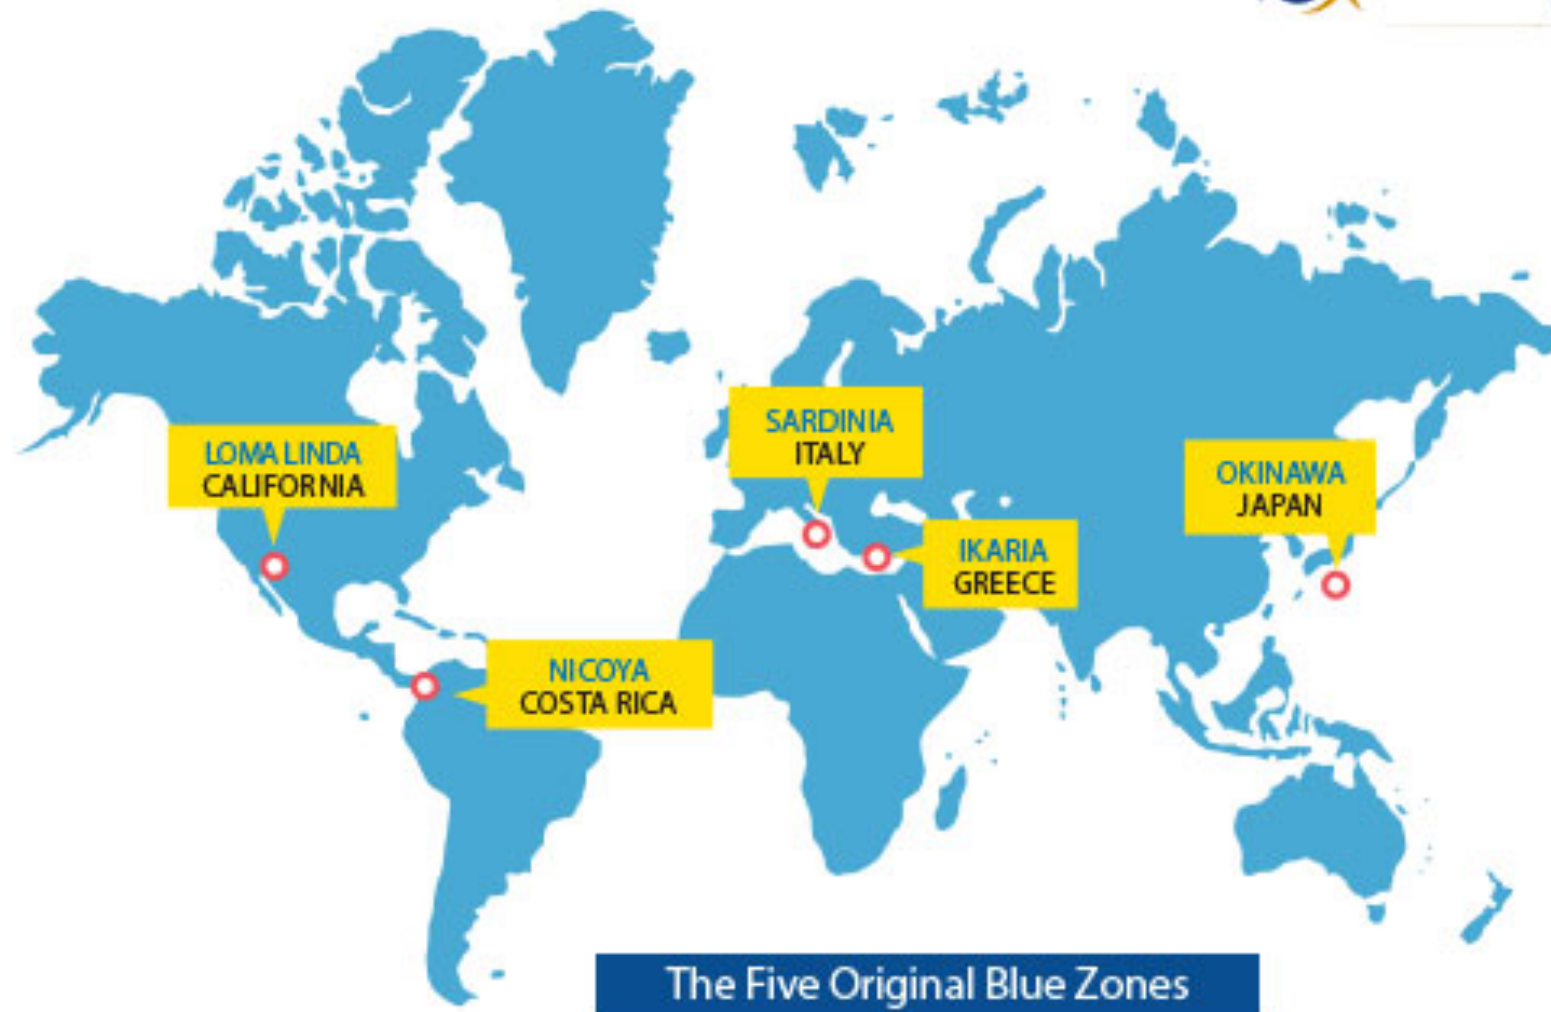 LOMA LINDA
CALIFORNIA
SARDINIA
ITALY
OKINAWA
JAPAN
IKARIA
GREECE
NICOYA
COSTA RICA
The Five Original Blue Zones